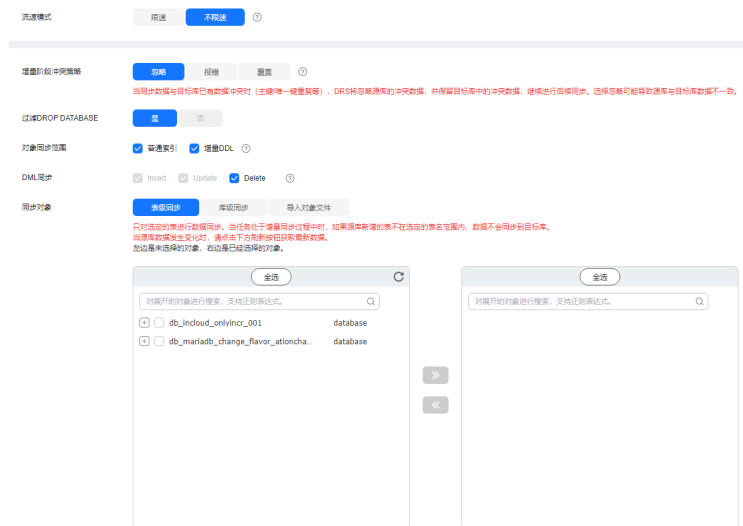 流速模式 限速 不限速
增量阶段冲突策略 忽略 报错 覆盖
当同步数据与目标库已有数据冲突时（主键/唯一键重复等），DRS将忽略源库的冲突数据，并保留目标库中的冲突数据，继续进行后续同步。选择忽略可能导致源库与目标库数据不一致。
过滤DROP DATABASE 是 否
对象同步范围 普通索引 增量DDL
DML同步 Insert Update Delete
同步对象 表级同步 库级同步 导入对象文件
只对选定的表进行数据同步。当任务处于增量同步过程中时，如果源库新增的表不在选定的表名范围内，数据不会同步到目标库。
当源库数据发生变化时，请点击下方刷新按钮获取最新数据。
左边是未选择的对象，右边是已经选择的对象。
全选 全选
对展开的对象进行搜索，支持正则表达式。 对展开的对象进行搜索，支持正则表达式。
db_incloud_onlyincr_001 database
db_mariadb_change_flavor_ationcha... database